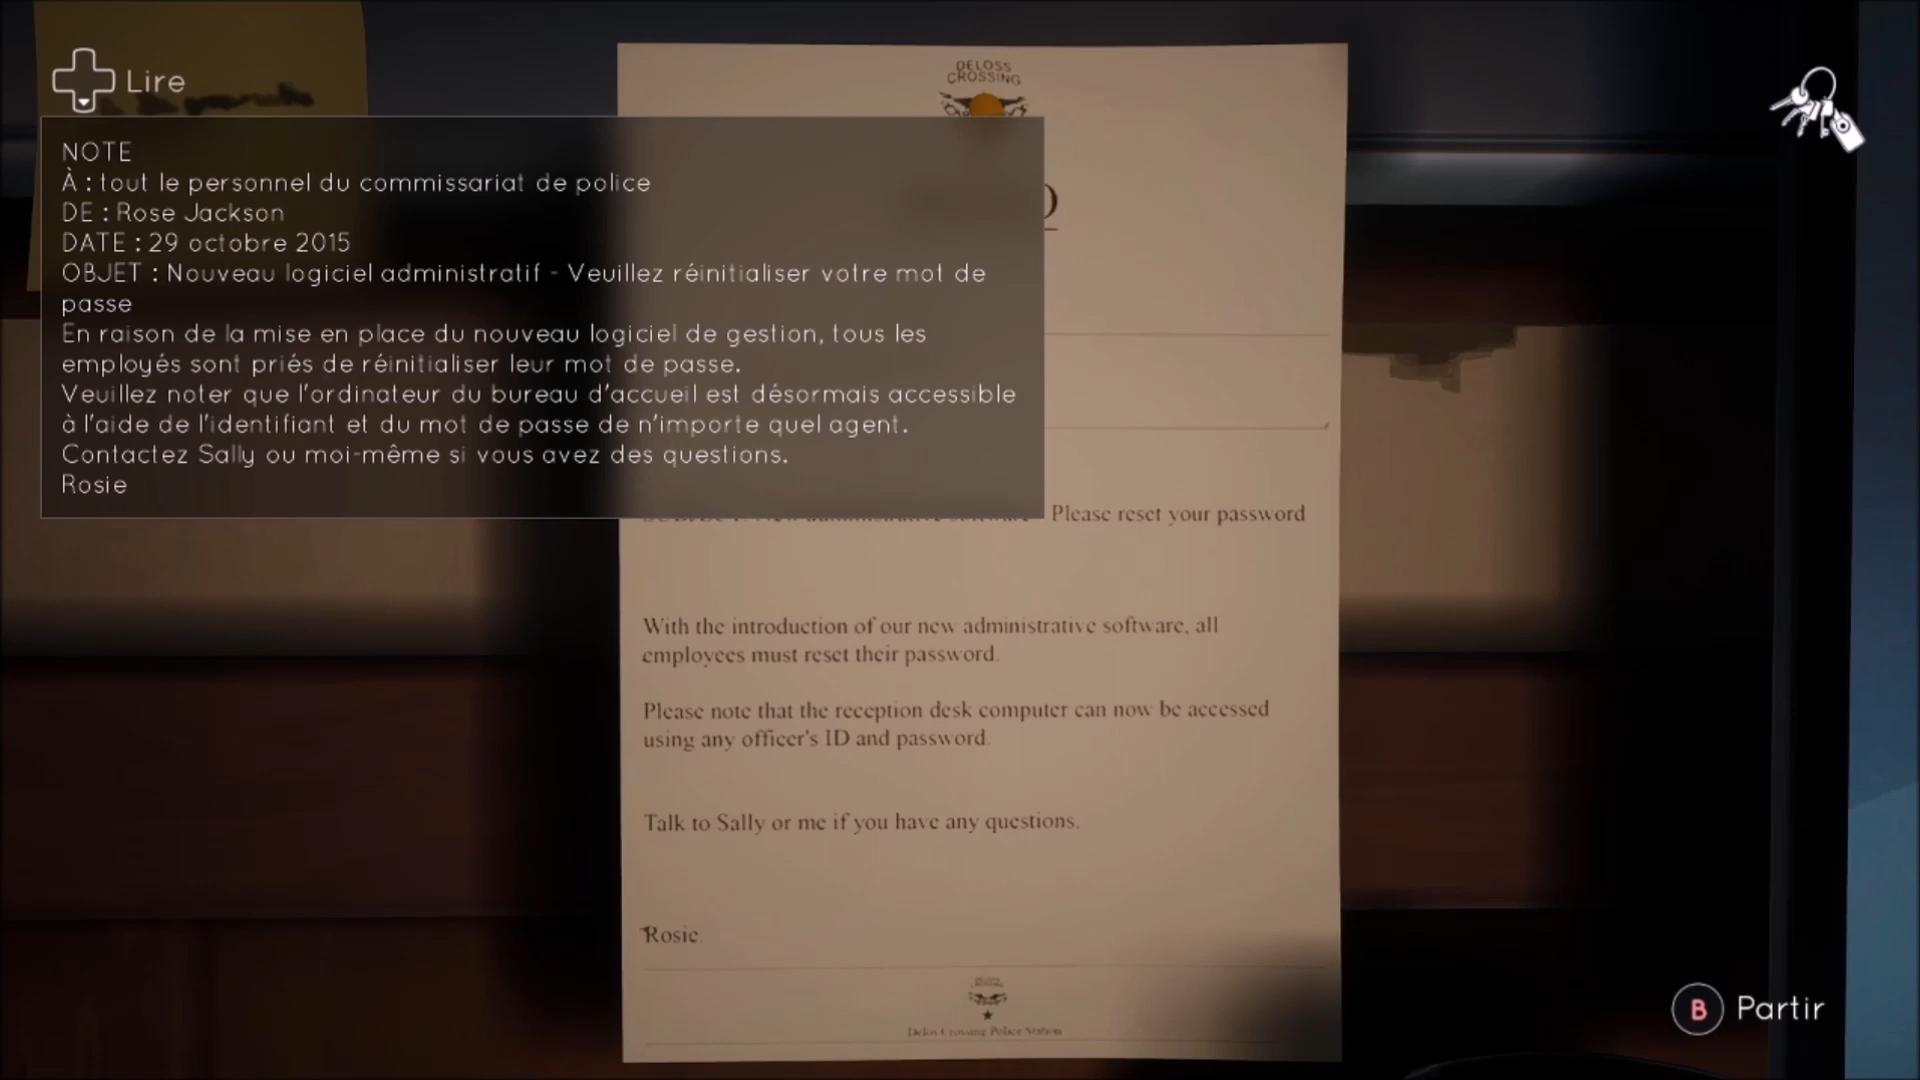 Lire
NOTE
À : tout le personnel du commissariat de police
DE : Rose Jackson
DATE : 29 octobre 2015
OBJET : Nouveau logiciel administratif - Veuillez réinitialiser votre mot de
passe
En raison de la mise en place du nouveau logiciel de gestion, tous les
employés sont priés de réinitialiser leur mot de passe.
Veuillez noter que l'ordinateur du bureau d'accueil est désormais accessible
à l'aide de l'identifiant et du mot de passe de n'importe quel agent.
Contactez Sally ou moi-même si vous avez des questions.
Rosie
DELOSS
CROSSING
Please reset your password
With the introduction of our new administrative software, all
employees must reset their password.
Please note that the reception desk computer can now be accessed
using any officer's ID and password.
Talk to Sally or me if you have any questions.
Rosie.
Delos Crossing Police Station
B Partir